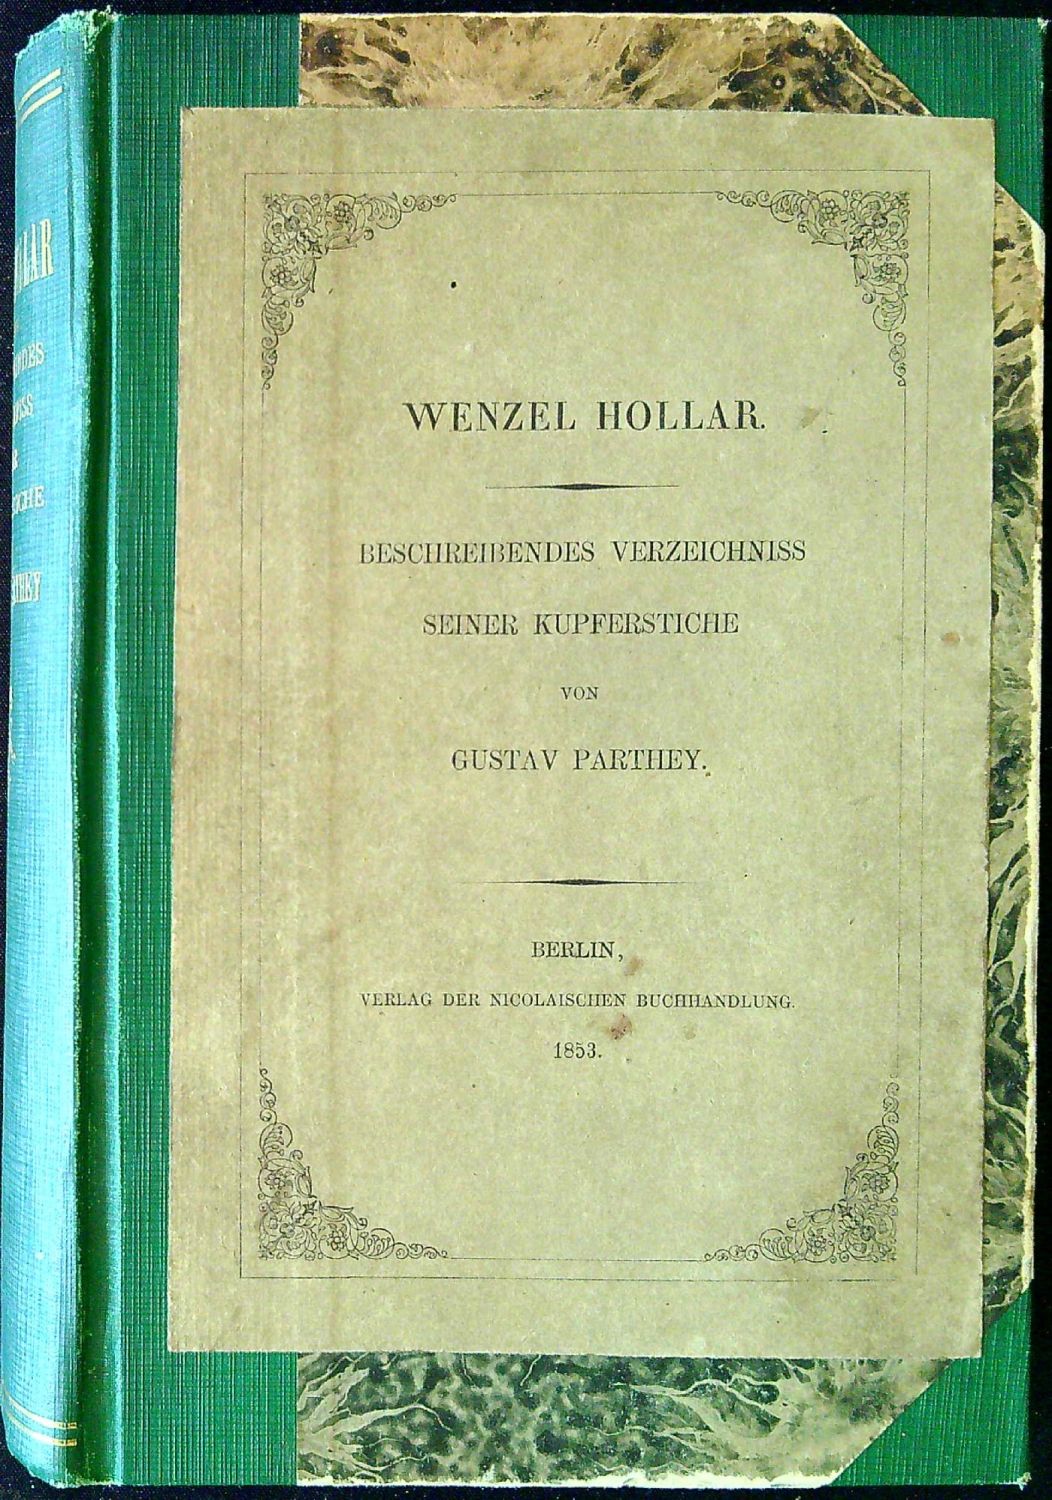 WENZEL HOLLAR.
BESCHREIBENDES VERZEICHNISS
SEINER KUPFERSTICHE
VON
GUSTAV PARTHEY.
BERLIN,
VERLAG DER NICOLAISCHEN BUCHHANDLUNG.
1853.